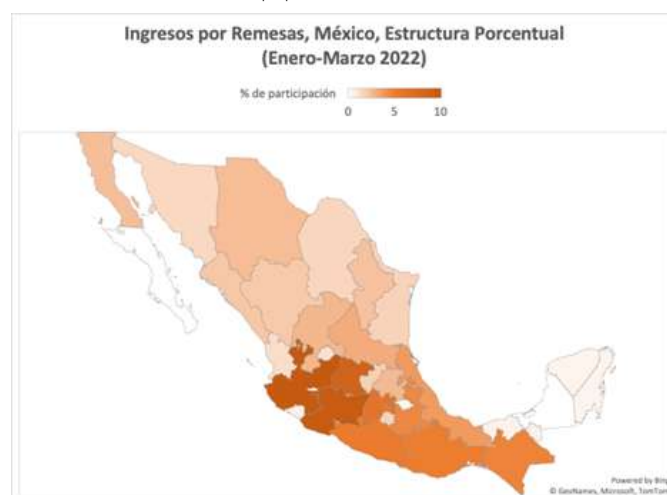 Ingresos por Remesas, México, Estructura Porcentual
(Enero-Marzo 2022)
% de participación
0 5 10
Powered by Bing
© GeoNames, Microsoft, TomTom